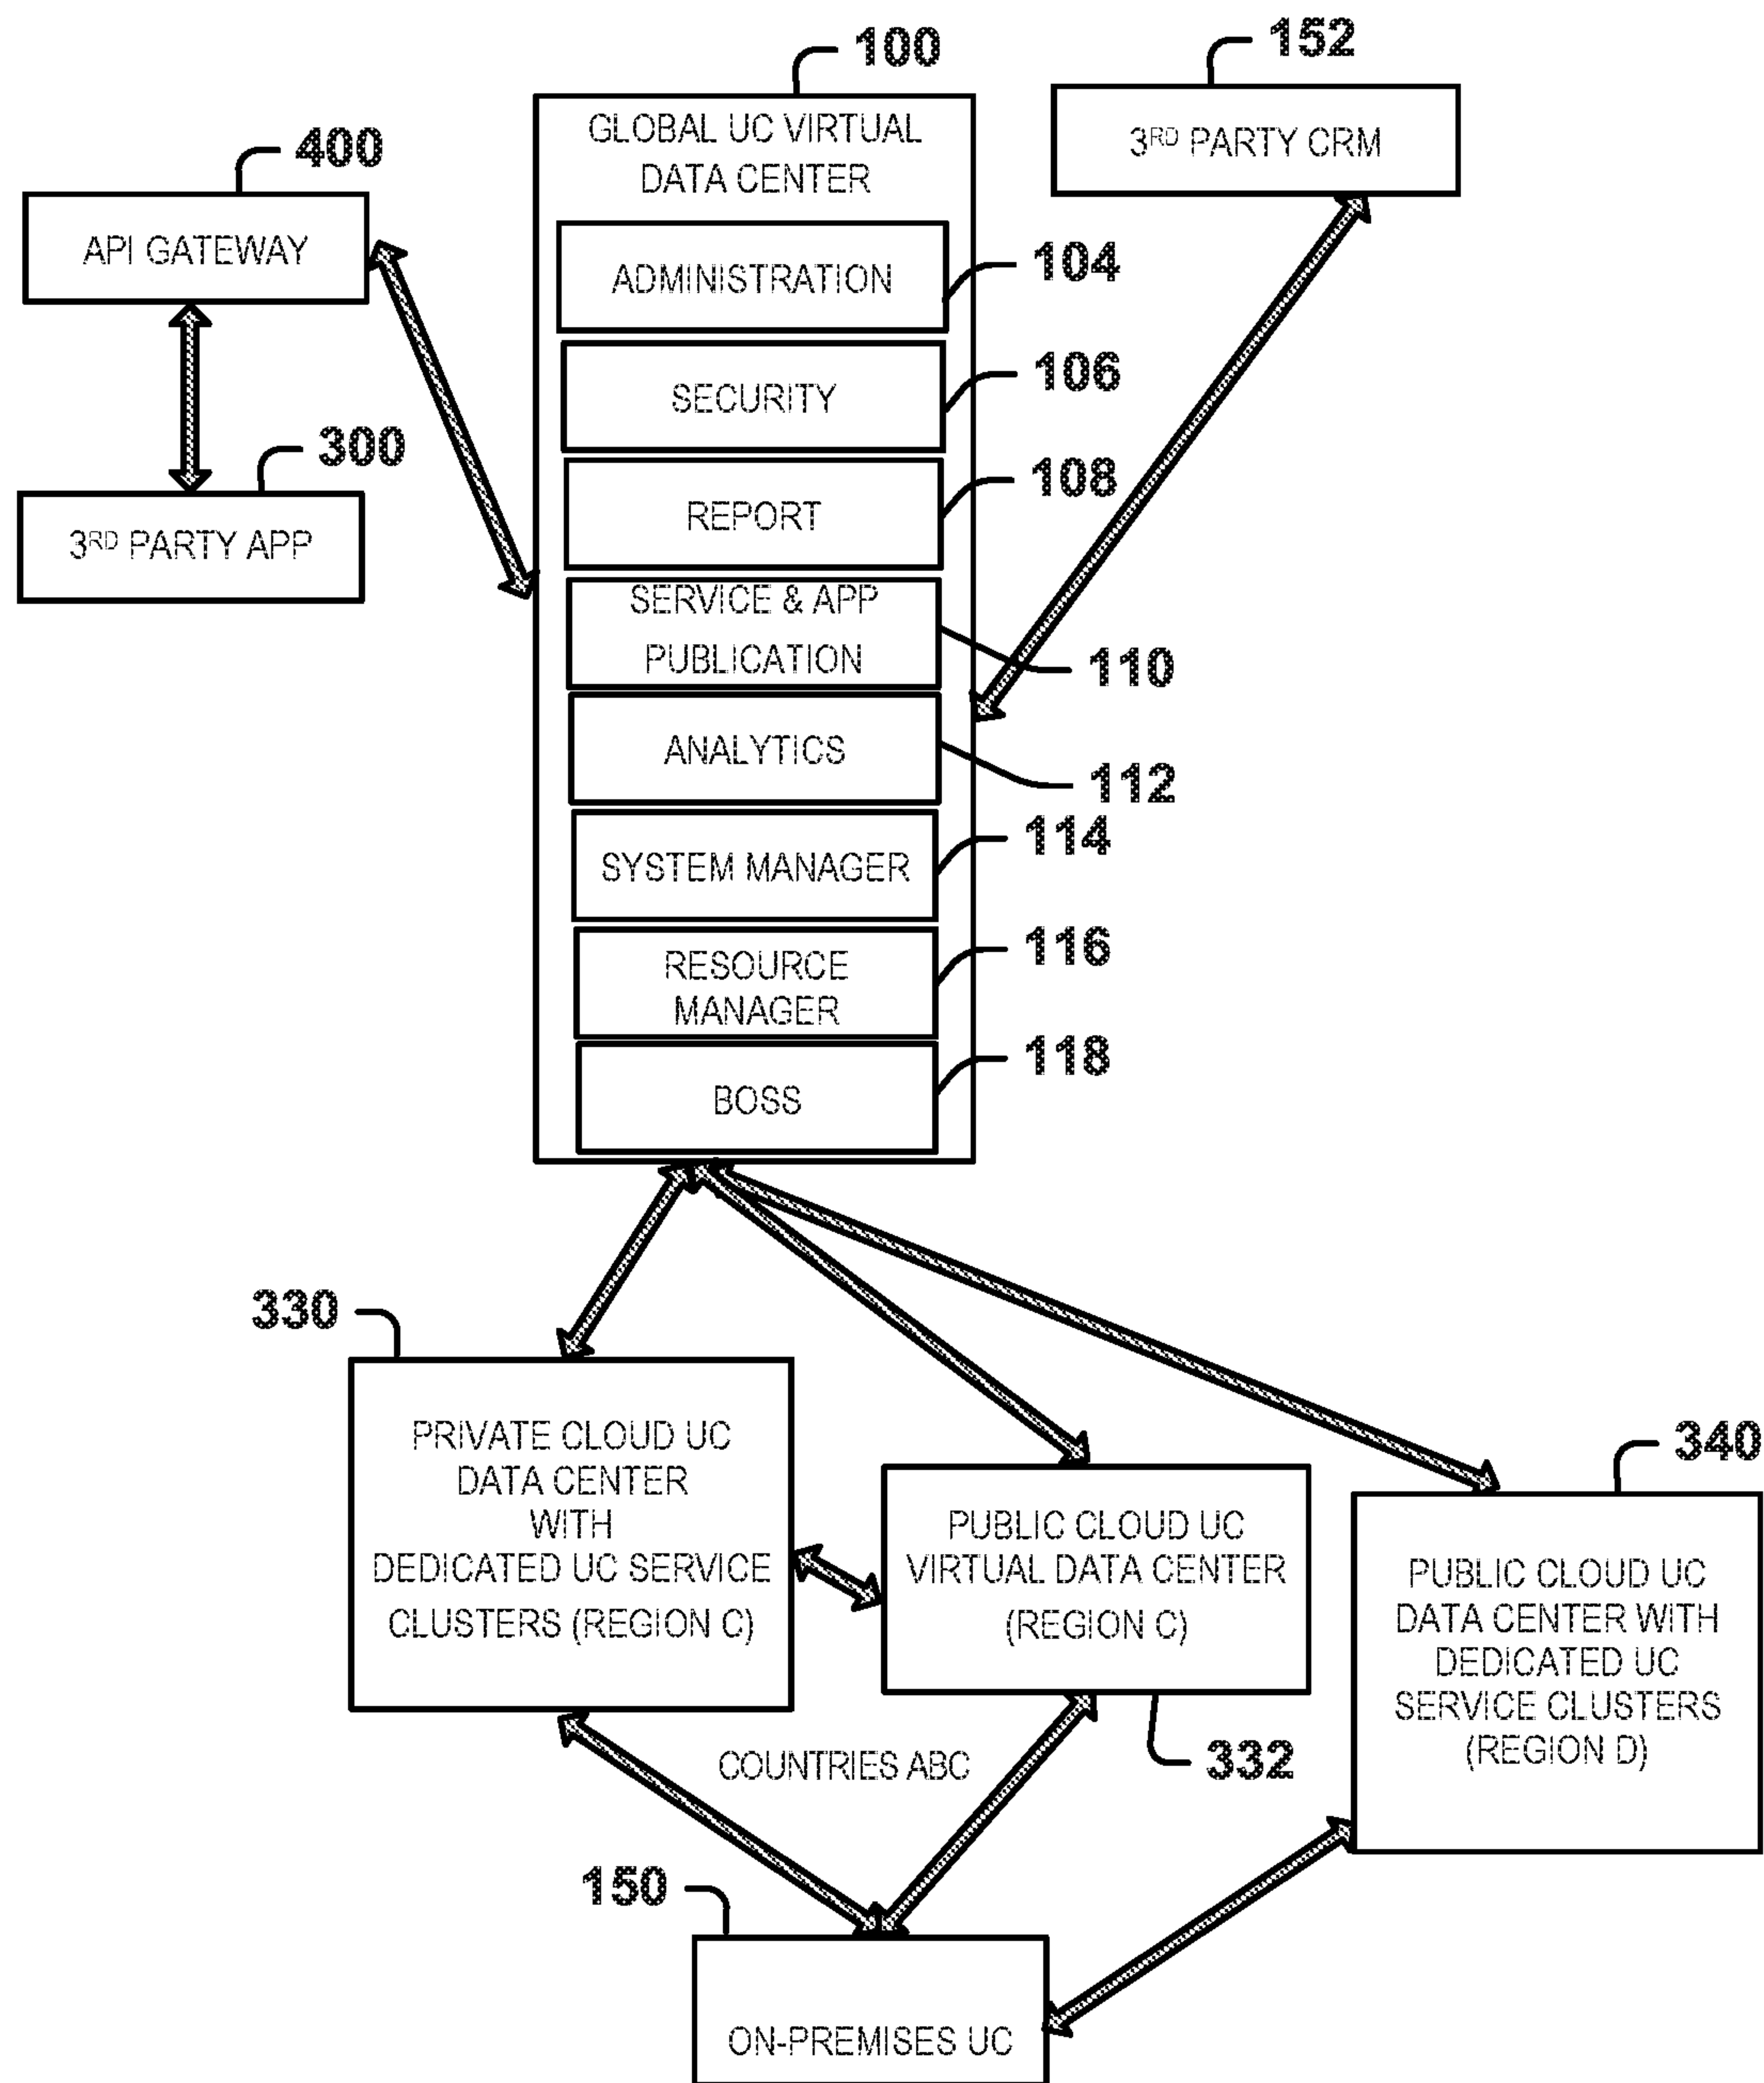 100
152
GLOBAL UC VIRTUAL
DATA CENTER
3RD PARTY CRM
400
API GATEWAY
ADMINISTRATION
104
SECURITY
106
300
3RD PARTY APP
REPORT
108
SERVICE & APP
PUBLICATION
110
ANALYTICS
112
SYSTEM MANAGER
114
RESOURCE
MANAGER
116
BOSS
118
330
PRIVATE CLOUD UC
DATA CENTER
WITH
DEDICATED UC SERVICE
CLUSTERS (REGION C)
PUBLIC CLOUD UC
VIRTUAL DATA CENTER
(REGION C)
332
340
PUBLIC CLOUD UC
DATA CENTER WITH
DEDICATED UC
SERVICE CLUSTERS
(REGION D)
COUNTRIES ABC
150
ON-PREMISES UC